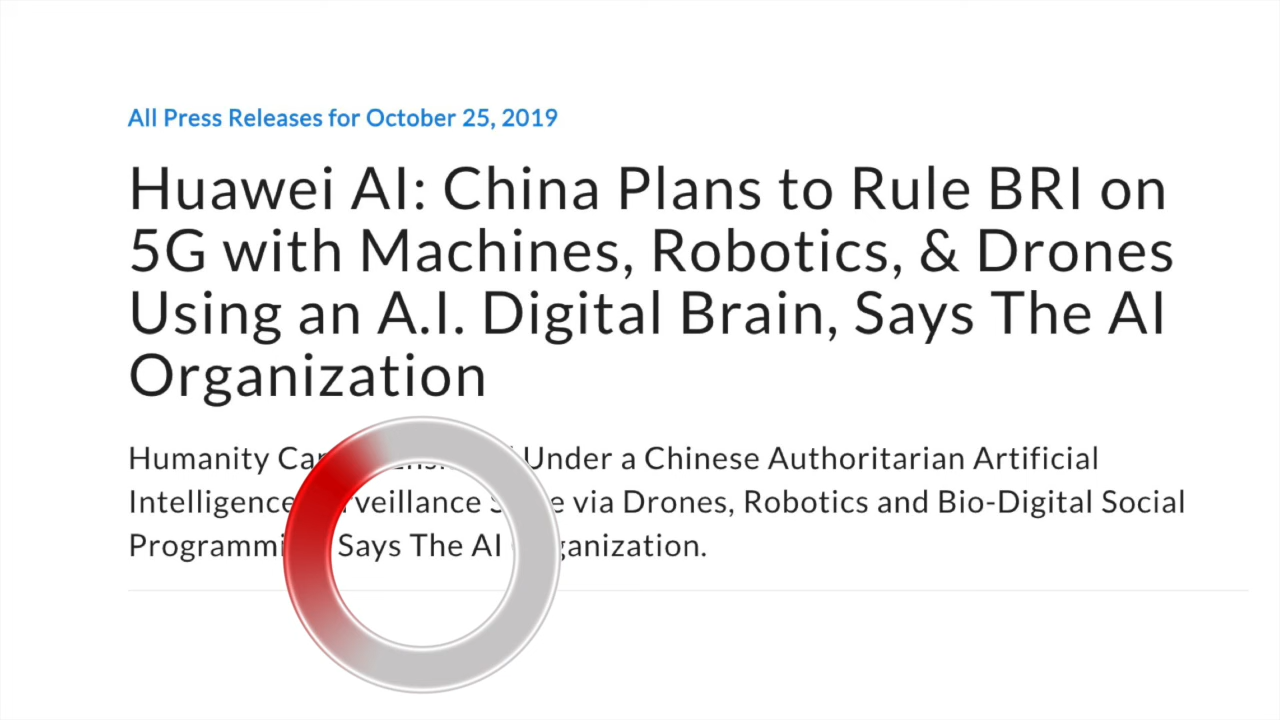 All Press Releases for October 25, 2019
Huawei AI: China Plans to Rule BRI on
5G with Machines, Robotics, & Drones
Using an A.I. Digital Brain, Says The AI
Organization
Humanity Under a Chinese Authoritarian Artificial
Intelligence via Drones, Robotics and Bio-Digital Social
Says The AI